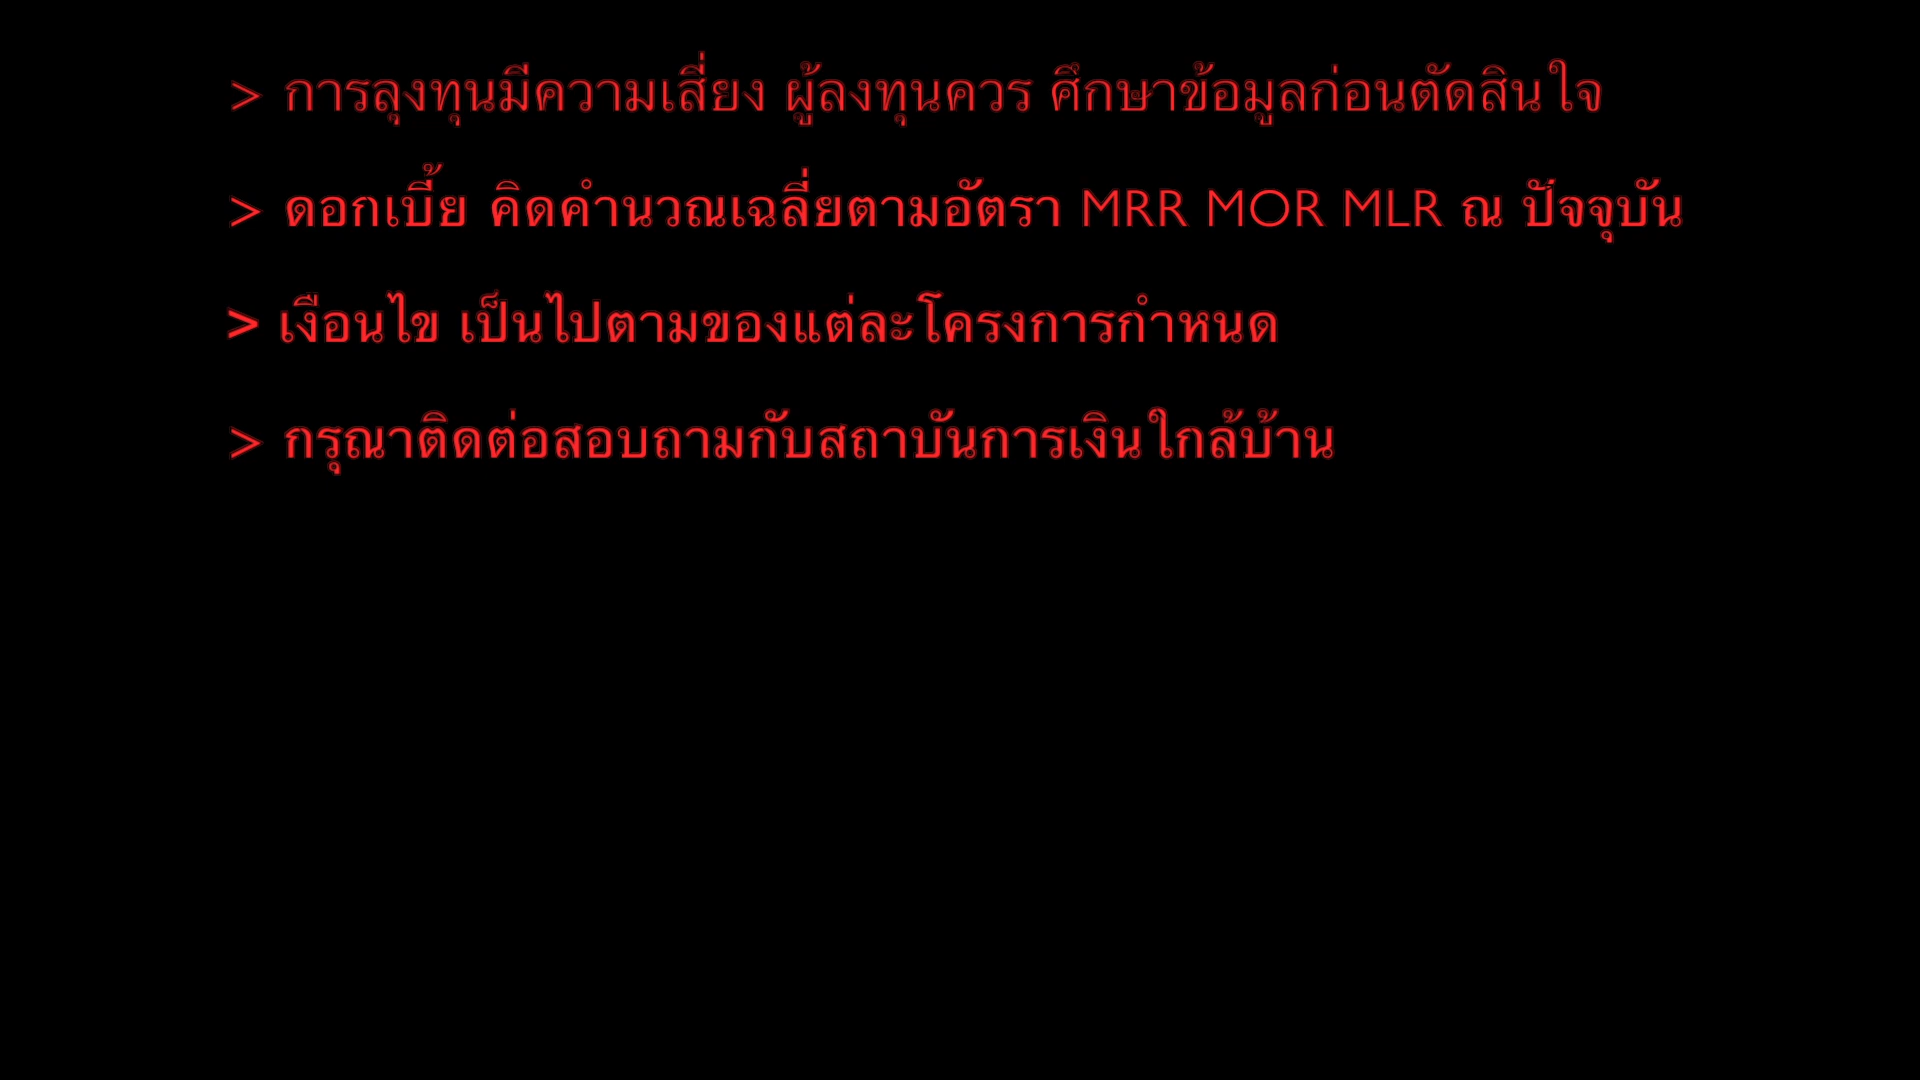 > การลุงทุนมีความเสี่ยง ผู้ลงทุนควร ศึกษาข้อมูลก่อนตัดสินใจ
> ดอกเบี้ย คิดคำนวณเฉลี่ยตามอัตรา MRR MOR MLR ณ ปัจจุบัน
> เงือนไข เป็นไปตามของแต่ละโครงการกำหนด
> กรุณาติดต่อสอบถามกับสถาบันการเงินใกล้บ้าน